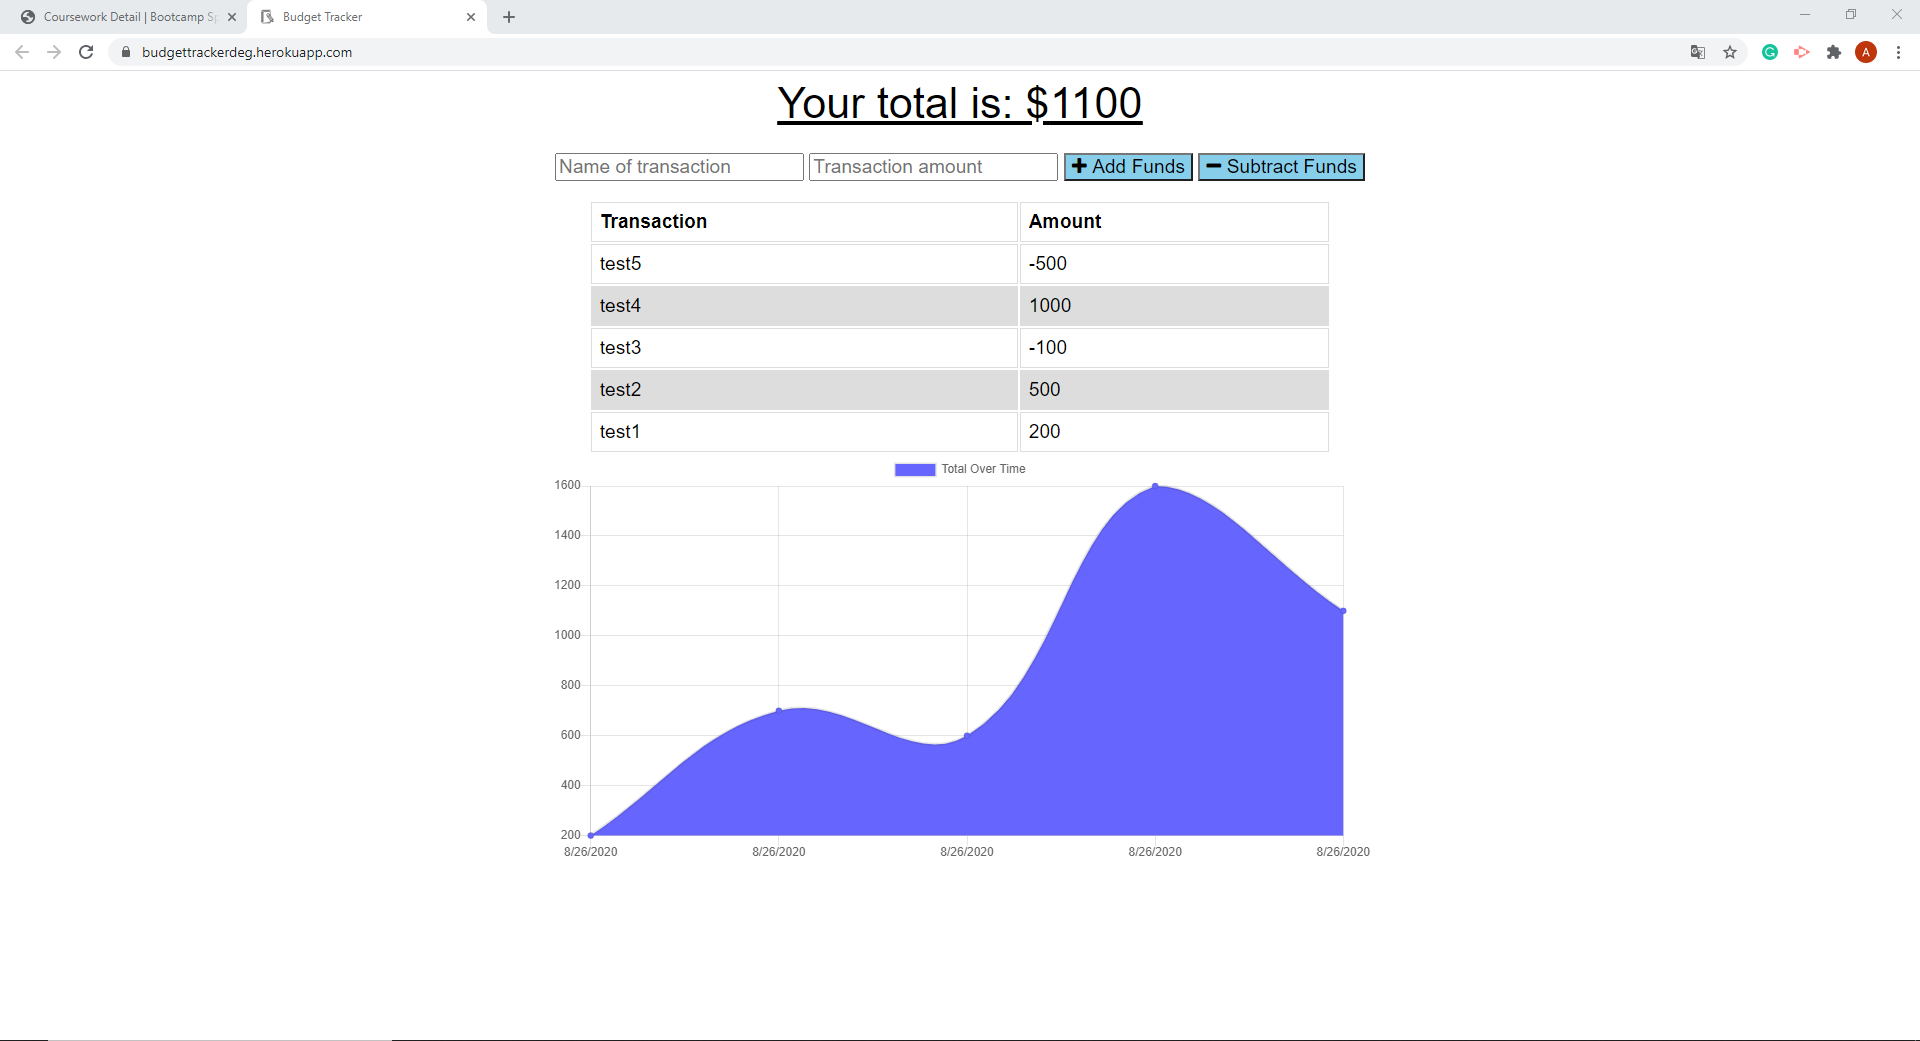 Coursework Detail | Bootcamp Sp
Budget Tracker
budgettrackerdeg.herokuapp.com
A
Your total is: $1100
Name of transaction Transaction amount Add Funds Subtract Funds
Transaction Amount
test5 -500
test4 1000
test3 -100
test2 500
test1 200
Total Over Time
1600
1400
1200
1000
800
600
400
200
8/26/2020 8/26/2020 8/26/2020 8/26/2020 8/26/2020